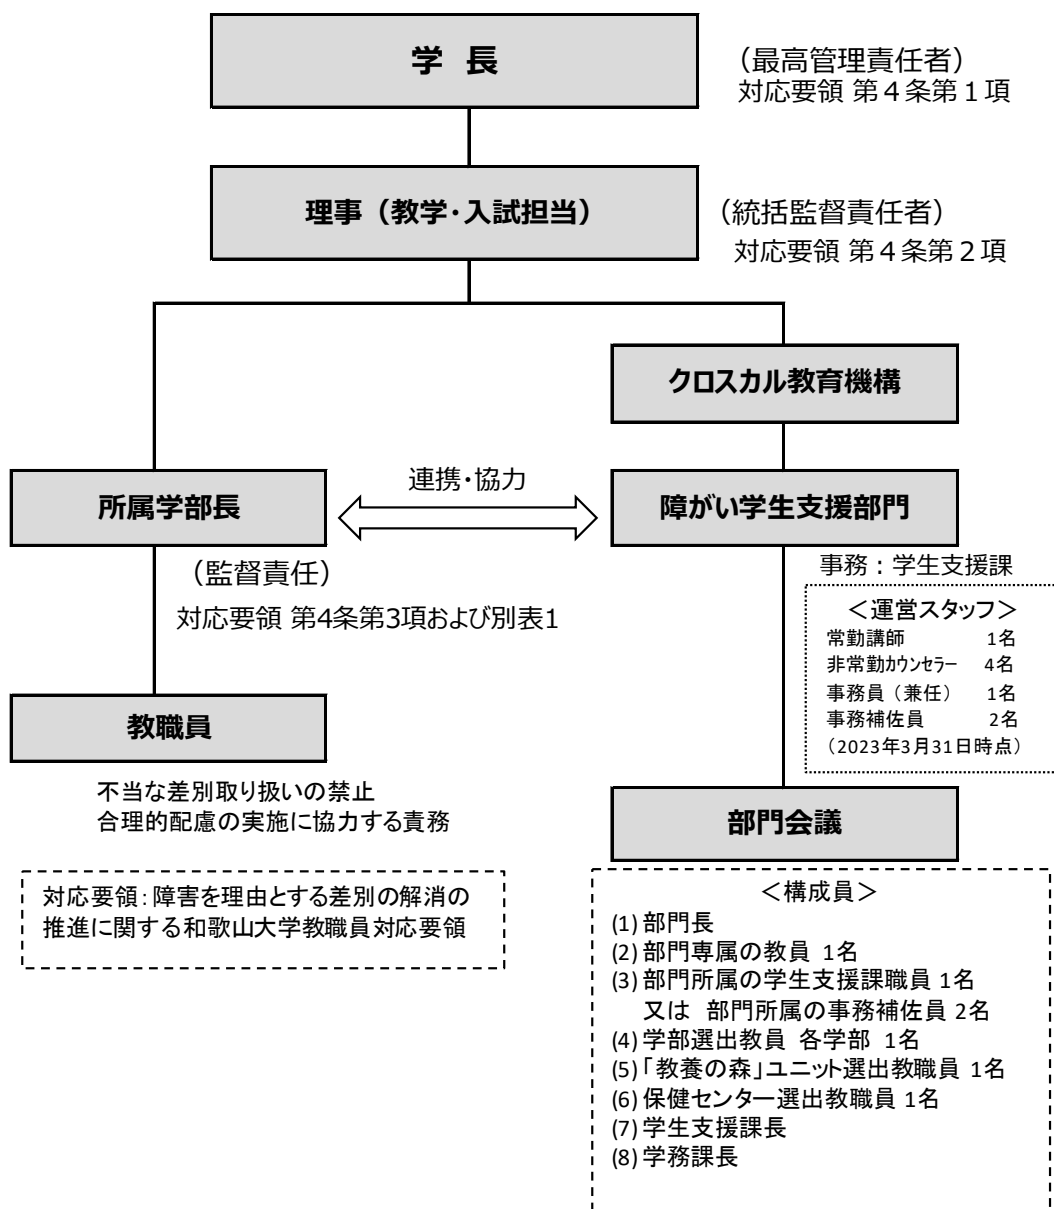 学 長
（最高管理責任者）
対応要領 第４条第１項
理事（教学・入試担当）
（統括監督責任者）
対応要領 第４条第２項
クロスカル教育機構
所属学部長
連携・協力
障がい学生支援部門
（監督責任）
対応要領 第4条第3項および別表1
事務：学生支援課
＜運営スタッフ＞
常勤講師 1名
非常勤カウンセラー 4名
事務員（兼任） 1名
事務補佐員 2名
（2023年3月31日時点）
教職員
不当な差別取り扱いの禁止
合理的配慮の実施に協力する責務
対応要領：障害を理由とする差別の解消の
推進に関する和歌山大学教職員対応要領
部門会議
＜構成員＞
(1) 部門長
(2) 部門専属の教員 1名
(3) 部門所属の学生支援課職員 1名
又は 部門所属の事務補佐員 2名
(4) 学部選出教員 各学部 1名
(5) 「教養の森」ユニット選出教職員 1名
(6) 保健センター選出教職員 1名
(7) 学生支援課長
(8) 学務課長